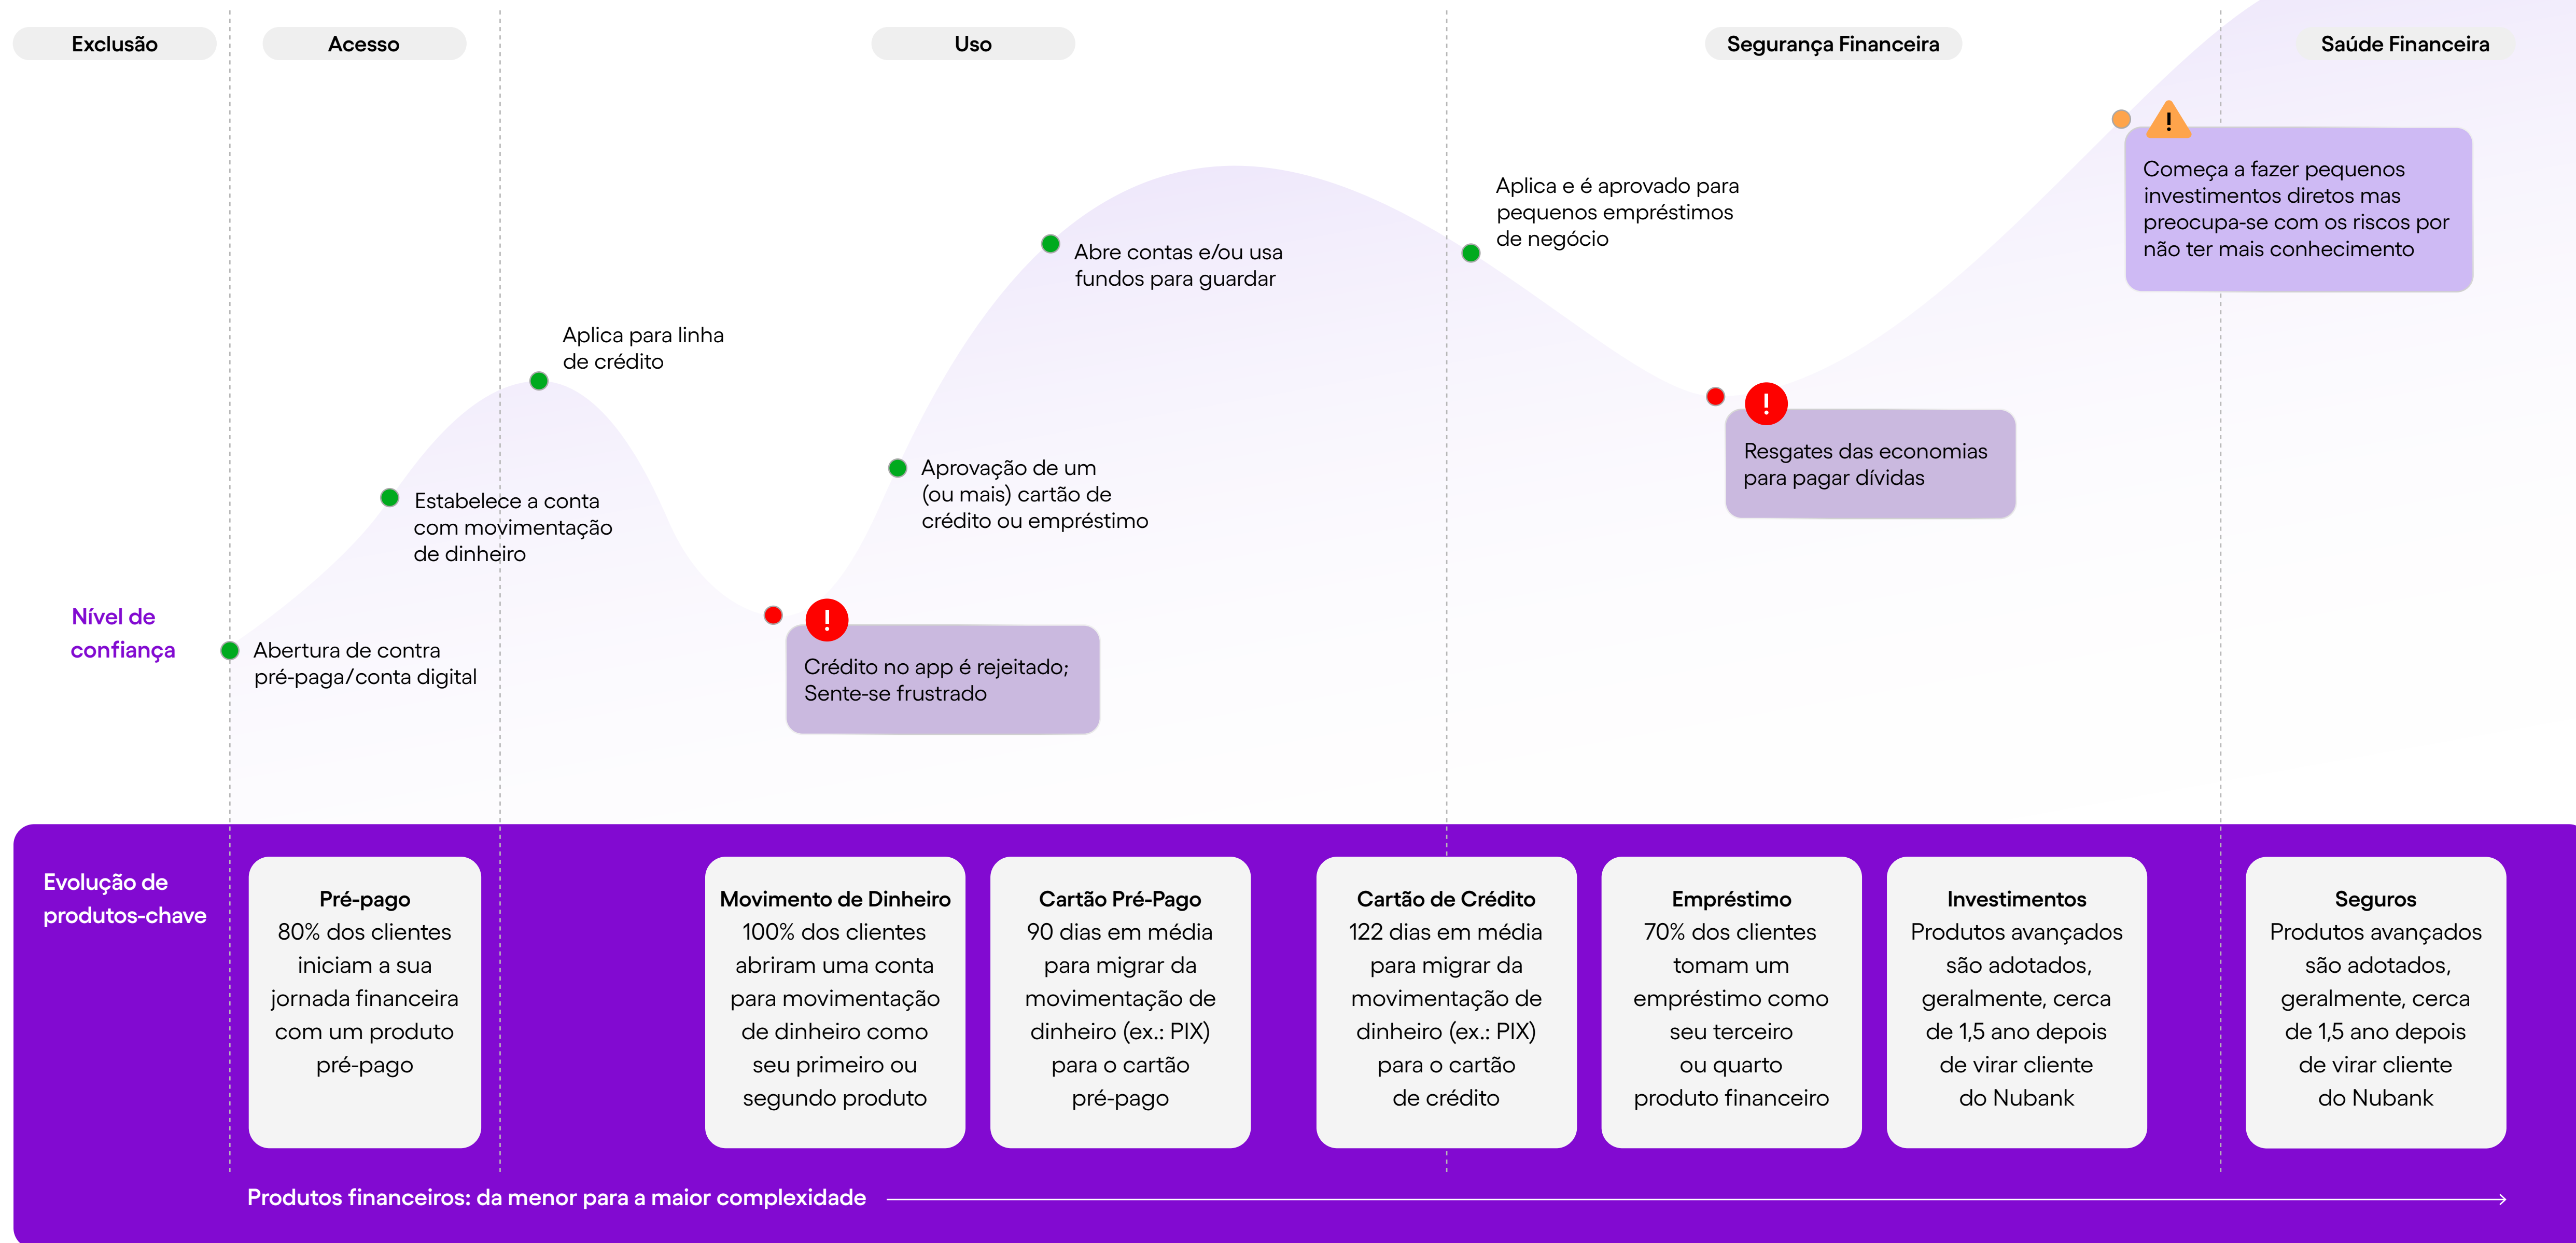 Exclusão
Acesso
Uso
Segurança Financeira
Saúde Financeira
Nível de
confiança
Abertura de contra
pré-paga/conta digital
Estabelece a conta
com movimentação
de dinheiro
Aplica para linha
de crédito
!
Crédito no app é rejeitado;
Sente-se frustrado
Aprovação de um
(ou mais) cartão de
crédito ou empréstimo
Abre contas e/ou usa
fundos para guardar
Aplica e é aprovado para
pequenos empréstimos
de negócio
!
Resgates das economias
para pagar dívidas
!
Começa a fazer pequenos
investimentos diretos mas
preocupa-se com os riscos por
não ter mais conhecimento
Evolução de
produtos-chave
Pré-pago
80% dos clientes
iniciam a sua
jornada financeira
com um produto
pré-pago
Movimento de Dinheiro
100% dos clientes
abriram uma conta
para movimentação
de dinheiro como
seu primeiro ou
segundo produto
Cartão Pré-Pago
90 dias em média
para migrar da
movimentação de
dinheiro (ex.: PIX)
para o cartão
pré-pago
Cartão de Crédito
122 dias em média
para migrar da
movimentação de
dinheiro (ex.: PIX)
para o cartão
de crédito
Empréstimo
70% dos clientes
tomam um
empréstimo como
seu terceiro
ou quarto
produto financeiro
Investimentos
Produtos avançados
são adotados,
geralmente, cerca
de 1,5 ano depois
de virar cliente
do Nubank
Seguros
Produtos avançados
são adotados,
geralmente, cerca
de 1,5 ano depois
de virar cliente
do Nubank
Produtos financeiros: da menor para a maior complexidade